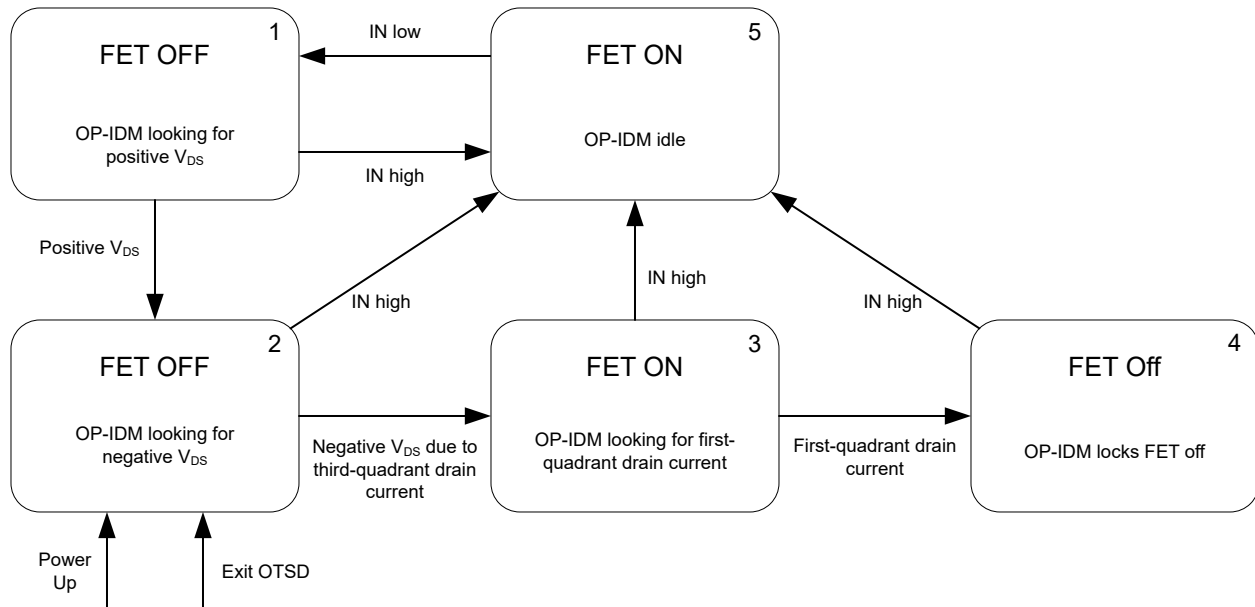 1
FET OFF
OP-IDM looking for
positive VDS
IN low
5
FET ON
OP-IDM idle
IN high
Positive VDS
IN high
IN high
IN high
2
FET OFF
OP-IDM looking for
negative VDS
Negative VDS due to
third-quadrant drain
current
3
FET ON
OP-IDM looking for first-
quadrant drain current
First-quadrant drain
current
4
FET Off
OP-IDM locks FET off
Power
Up
Exit OTSD